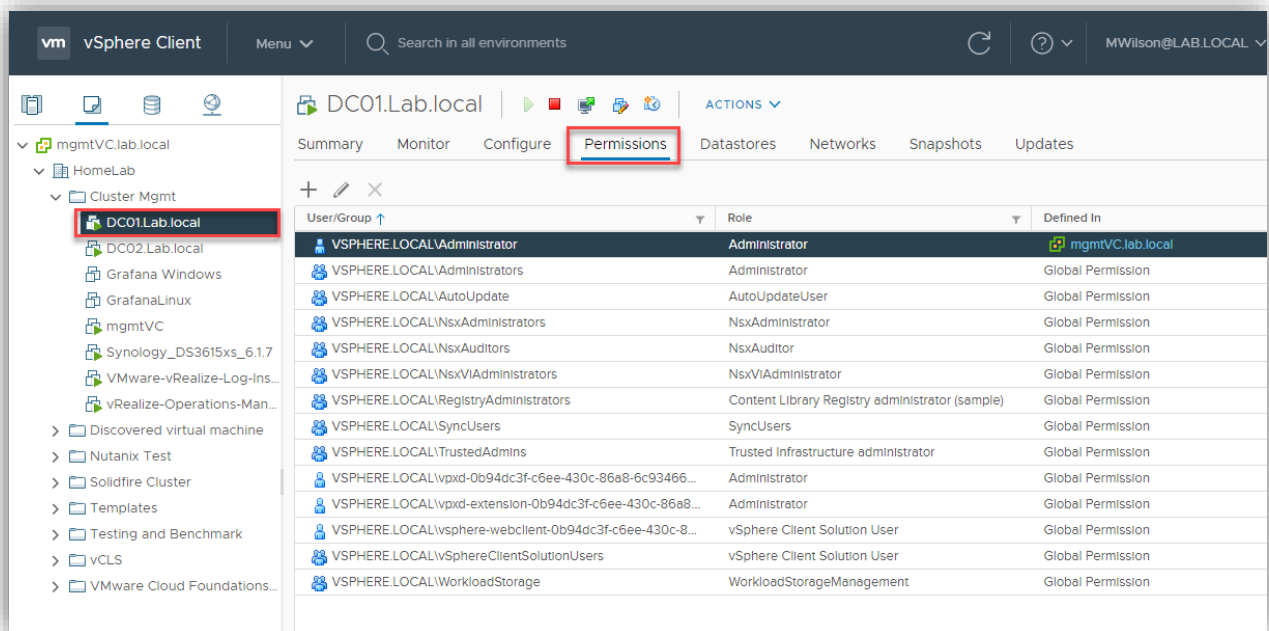 vm vSphere Client Menu Search in all environments MWilson@LAB.LOCAL
DC01.Lab.local ACTIONS
Summary Monitor Configure Permissions Datastores Networks Snapshots Updates
mgmtVC.lab.local
HomeLab
Cluster Mgmt
DC01.Lab.local
DC02.Lab.local
Grafana Windows
GrafanaLinux
mgmtVC
Synology_DS3615xs_6.1.7
VMware-vRealize-Log-Ins...
vRealize-Operations-Man...
Discovered virtual machine
Nutanix Test
Solidfire Cluster
Templates
Testing and Benchmark
vCLS
VMware Cloud Foundations...
User/Group Role Defined In
VSPHERE.LOCAL\Administrator Administrator mgmtVC.lab.local
VSPHERE.LOCAL\Administrators Administrator Global Permission
VSPHERE.LOCAL\AutoUpdate AutoUpdateUser Global Permission
VSPHERE.LOCAL\NsxAdministrators NsxAdministrator Global Permission
VSPHERE.LOCAL\NsxAuditors NsxAuditor Global Permission
VSPHERE.LOCAL\NsxViAdministrators NsxViAdministrator Global Permission
VSPHERE.LOCAL\RegistryAdministrators Content Library Registry administrator (sample) Global Permission
VSPHERE.LOCAL\SyncUsers SyncUsers Global Permission
VSPHERE.LOCAL\TrustedAdmins Trusted Infrastructure administrator Global Permission
VSPHERE.LOCAL\vpxd-0b94dc3f-c6ee-430c-86a8-6c93466... Administrator Global Permission
VSPHERE.LOCAL\vpxd-extension-0b94dc3f-c6ee-430c-86a8... Administrator Global Permission
VSPHERE.LOCAL\vsphere-webclient-0b94dc3f-c6ee-430c-8... vSphere Client Solution User Global Permission
VSPHERE.LOCAL\vSphereClientSolutionUsers vSphere Client Solution User Global Permission
VSPHERE.LOCAL\WorkloadStorage WorkloadStorageManagement Global Permission